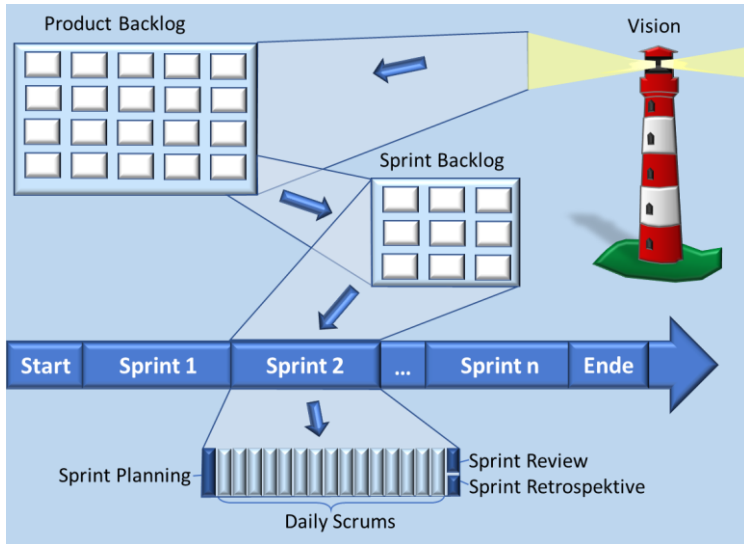 Product Backlog
Vision
Sprint Backlog
Start
Sprint 1
Sprint 2
...
Sprint n
Ende
Sprint Planning
Sprint Review
Sprint Retrospektive
Daily Scrums